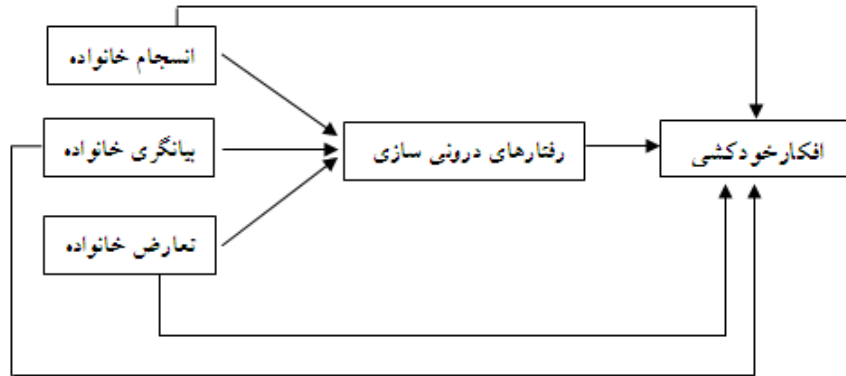 انسجام خانواده
بیانگری خانواده
تعارض خانواده
رفتارهای درونی سازی
افکارخودکشی